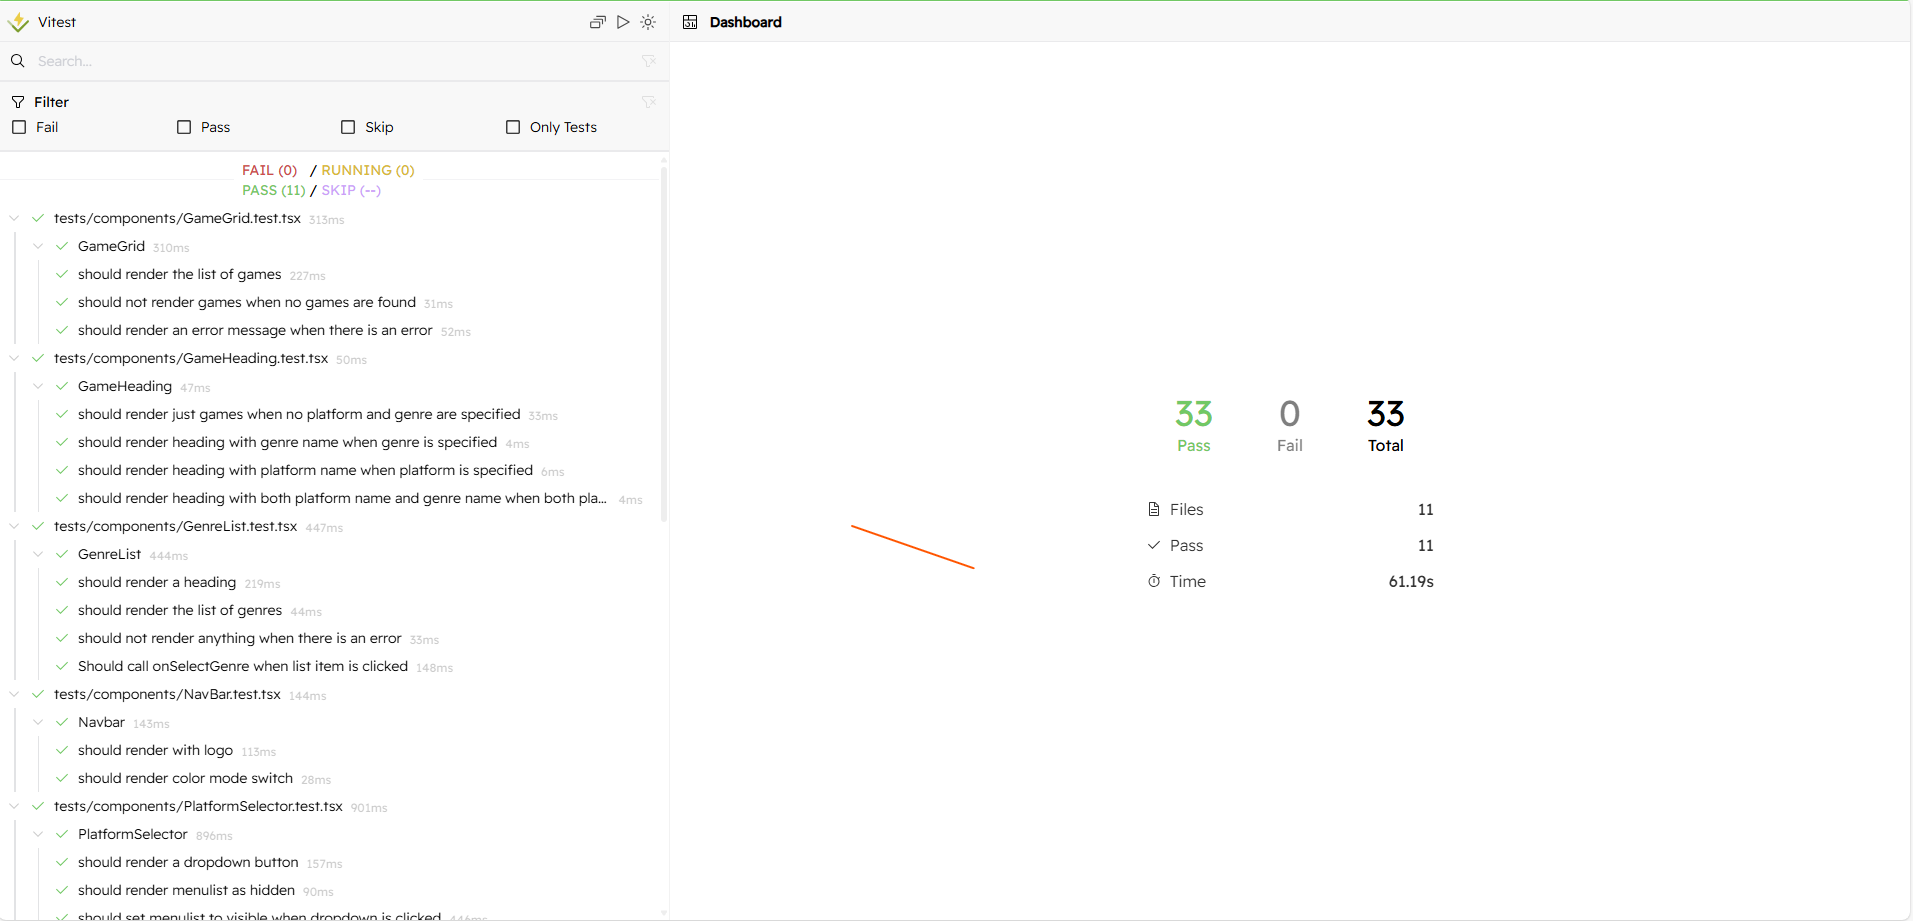 Vitest
Search...
Filter
Fail
Pass
Skip
Only Tests
FAIL (0) / RUNNING (0)
PASS (11) / SKIP (--)
tests/components/GameGrid.test.tsx 313ms
GameGrid 310ms
should render the list of games 227ms
should not render games when no games are found 31ms
should render an error message when there is an error 52ms
tests/components/GameHeading.test.tsx 50ms
GameHeading 47ms
should render just games when no platform and genre are specified 33ms
should render heading with genre name when genre is specified 4ms
should render heading with platform name when platform is specified 6ms
should render heading with both platform name and genre name when both pla... 4ms
tests/components/GenreList.test.tsx 447ms
GenreList 444ms
should render a heading 219ms
should render the list of genres 44ms
should not render anything when there is an error 33ms
Should call onSelectGenre when list item is clicked 148ms
tests/components/NavBar.test.tsx 144ms
Navbar 143ms
should render with logo 113ms
should render color mode switch 28ms
tests/components/PlatformSelector.test.tsx 901ms
PlatformSelector 896ms
should render a dropdown button 157ms
should render menulist as hidden 90ms
should set menulist to visible when dropdown is clicked 446ms
Dashboard
33 0 33
Pass Fail Total
Files 11
Pass 11
Time 61.19s